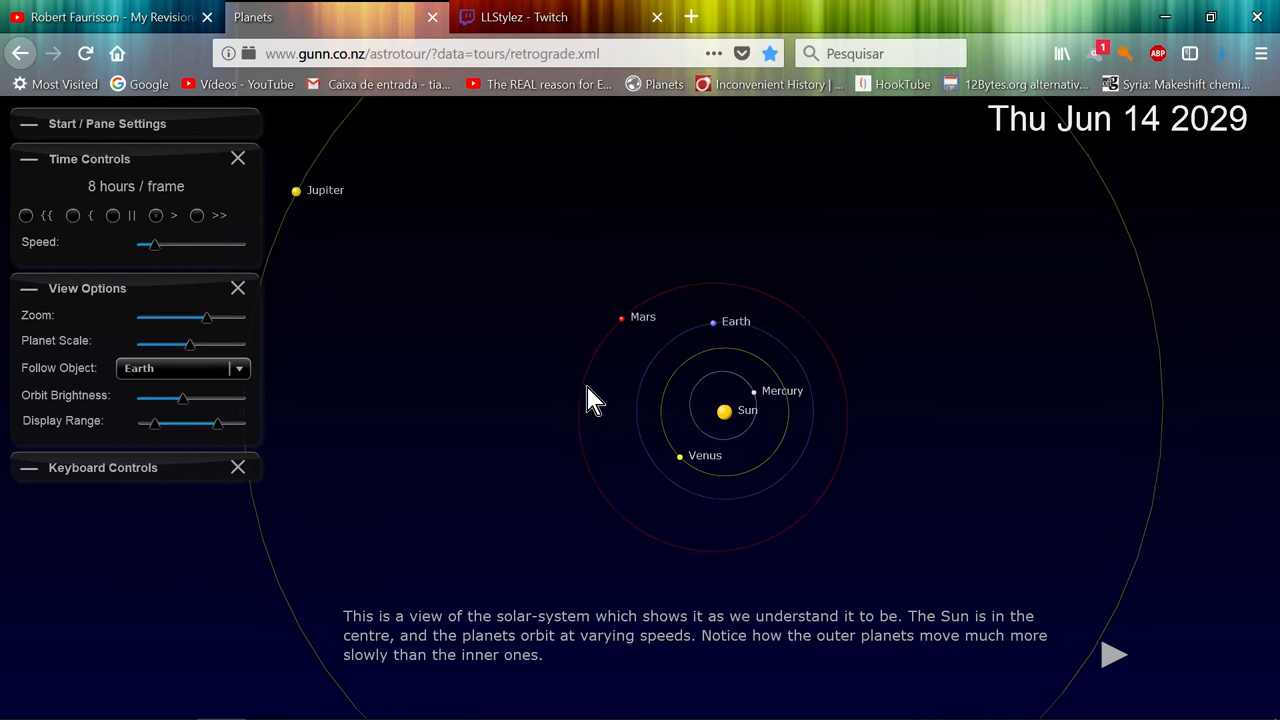 Robert Faurisson - My Revision
Planets
LLStylez - Twitch
www.gunn.co.nz/astrotour/?data=tours/retrograde.xml
Pesquisar
1
ABP
Most Visited
Google
Vídeos - YouTube
Caixa de entrada - tia...
The REAL reason for E...
Planets
Inconvenient History | ...
HookTube
12Bytes.org alternativ...
Syria: Makeshift chemi...
Thu Jun 14 2029
Start / Pane Settings
Time Controls
8 hours / frame
{{ { || > >>
Speed:
View Options
Zoom:
Planet Scale:
Follow Object: Earth
Orbit Brightness:
Display Range:
Keyboard Controls
Jupiter
Mars
Earth
Mercury
Sun
Venus
This is a view of the solar-system which shows it as we understand it to be. The Sun is in the
centre, and the planets orbit at varying speeds. Notice how the outer planets move much more
slowly than the inner ones.